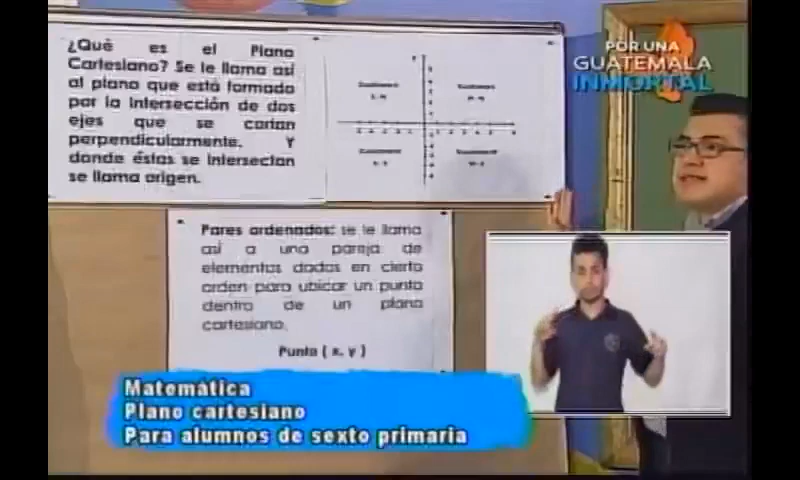 ¿Qué es el Plano
Cartesiano? Se le llama así
al plano que está formado
por la intersección de dos
ejes que se cortan
perpendicularmente. Y
donde éstas se intersectan
se llama origen.
POR UNA
GUATEMALA
INMORTAL
Pares ordenados: se le llama
así a una pareja de
elementos dados en cierto
orden para ubicar un punto
dentro de un plano
cartesiano.
Punto ( x, y )
Matemática
Plano cartesiano
Para alumnos de sexto primaria